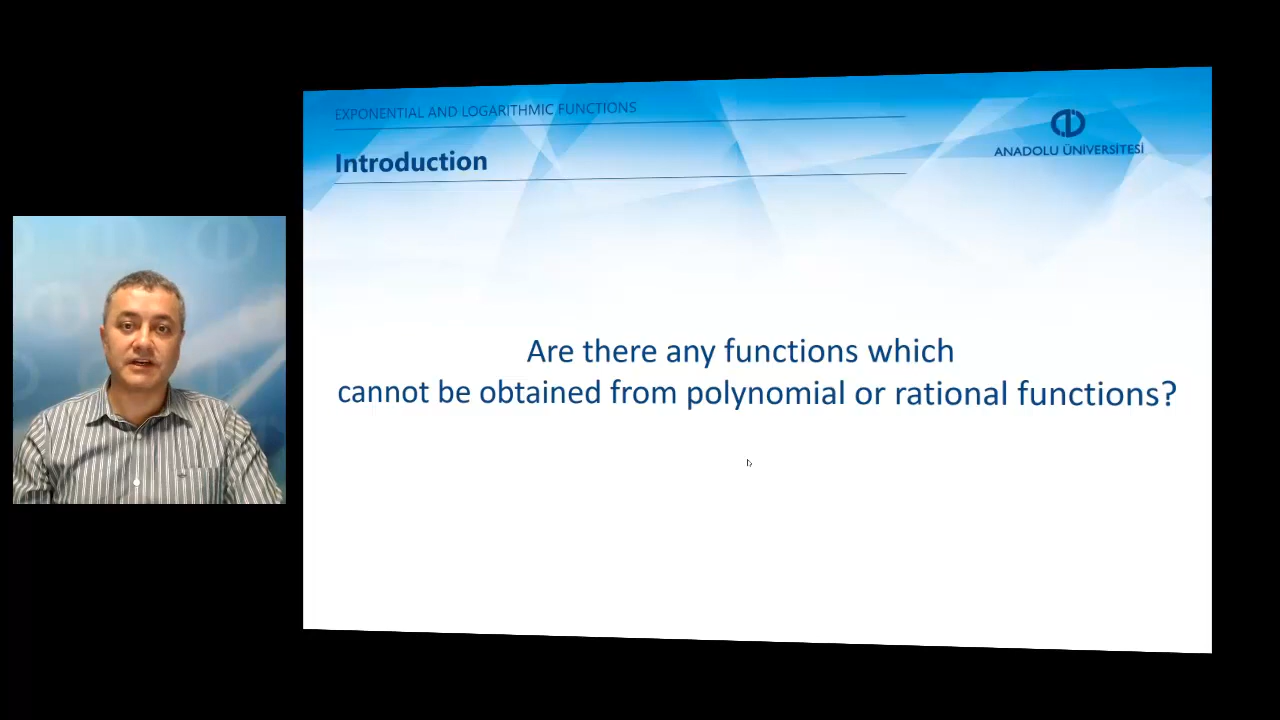 EXPONENTIAL AND LOGARITHMIC FUNCTIONS
Introduction
ANADOLU ÜNİVERSİTESİ
Are there any functions which
cannot be obtained from polynomial or rational functions?